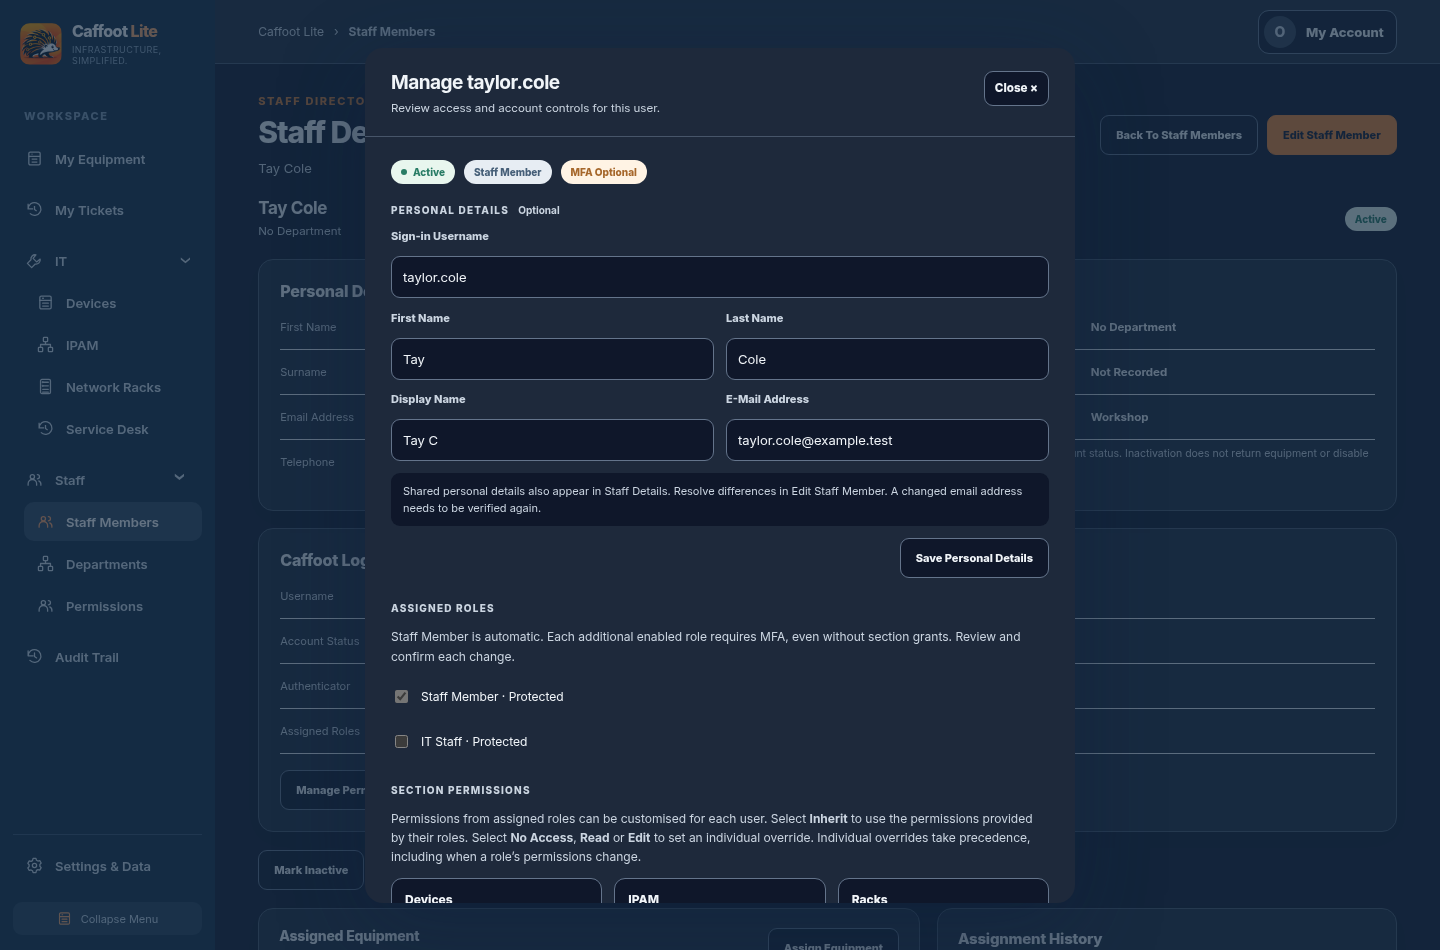 Caffoot Lite
INFRASTRUCTURE,
SIMPLIFIED.
WORKSPACE
My Equipment
My Tickets
IT
Devices
IPAM
Network Racks
Service Desk
Staff
Staff Members
Departments
Permissions
Audit Trail
Settings & Data
Collapse Menu
Caffoot Lite › Staff Members
O My Account
STAFF DIRECTO
Staff De
Tay Cole
Back To Staff Members
Edit Staff Member
Tay Cole
No Department
Active
Personal D
First Name
No Department
Surname
Not Recorded
Email Address
Workshop
Telephone
nt status. Inactivation does not return equipment or disable
Caffoot Log
Username
Account Status
Authenticator
Assigned Roles
Manage Perr
Mark Inactive
Assigned Equipment
Assign Equipment
Assignment History
Manage taylor.cole
Review access and account controls for this user.
Close ×
Active
Staff Member
MFA Optional
PERSONAL DETAILS Optional
Sign-in Username
taylor.cole
First Name
Last Name
Tay
Cole
Display Name
E-Mail Address
Tay C
taylor.cole@example.test
Shared personal details also appear in Staff Details. Resolve differences in Edit Staff Member. A changed email address
needs to be verified again.
Save Personal Details
ASSIGNED ROLES
Staff Member is automatic. Each additional enabled role requires MFA, even without section grants. Review and
confirm each change.
Staff Member · Protected
IT Staff · Protected
SECTION PERMISSIONS
Permissions from assigned roles can be customised for each user. Select Inherit to use the permissions provided
by their roles. Select No Access, Read or Edit to set an individual override. Individual overrides take precedence,
including when a role’s permissions change.
Devices
IPAM
Racks